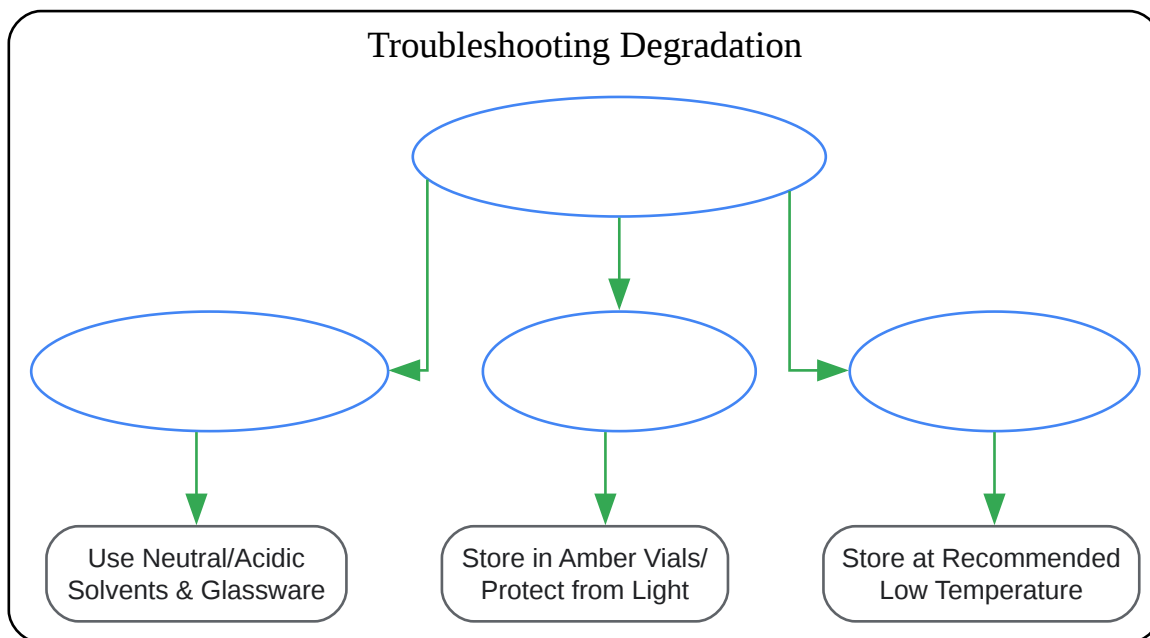 Troubleshooting Degradation
Use Neutral/Acidic
Solvents & Glassware
Store in Amber Vials/
Protect from Light
Store at Recommended
Low Temperature